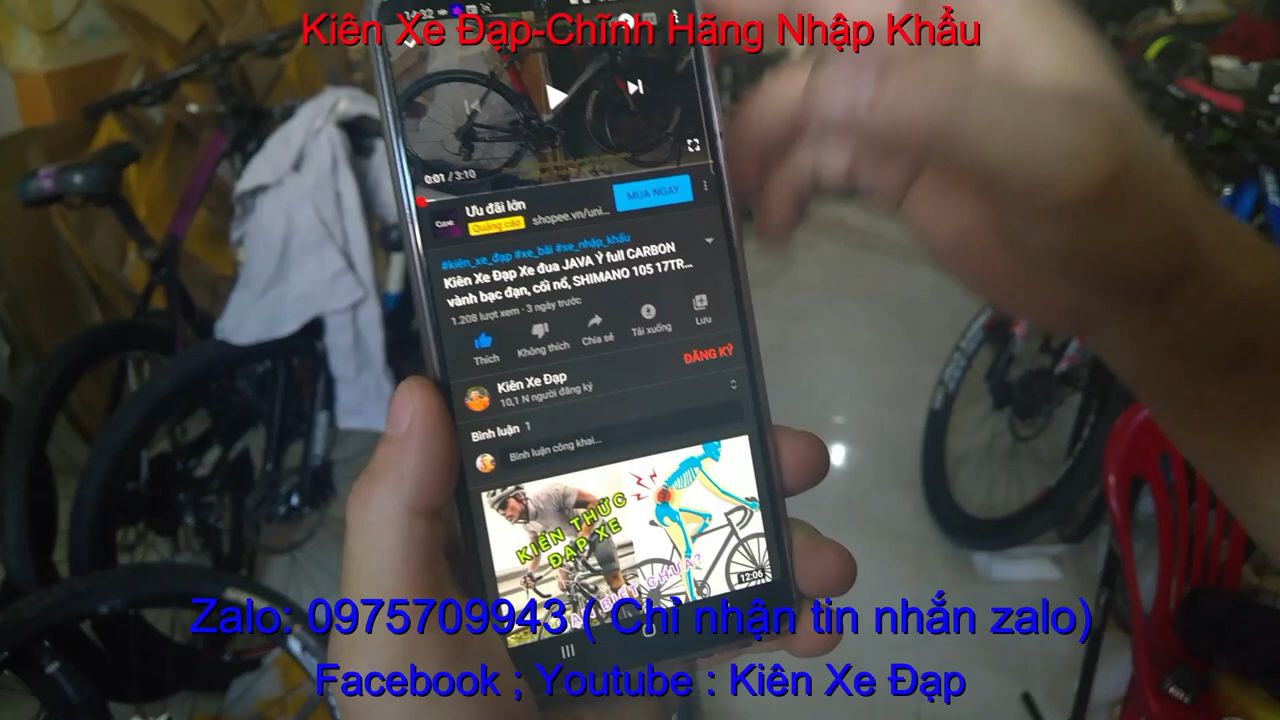 Kiên Xe Đạp-Chĩnh Hãng Nhập Khẩu
0:01 / 3:10
Ưu đãi lớn
Quảng cáo shopee.vn/uni...
MUA NGAY
#kiên_xe_đạp #xe_bãi #xe_nhập_khẩu
Kiên Xe Đạp Xe đua JAVA Ý full CARBON
vành bạc đạn, cối nổ, SHIMANO 105 17TR...
1.208 lượt xem · 3 ngày trước
Thích Không thích Chia sẻ Tải xuống Lưu
Kiên Xe Đạp
10,1 N người đăng ký
ĐĂNG KÝ
Bình luận 1
Bình luận công khai...
KIẾN THỨC
ĐẠP XE
BIẾT CHƯA?
12:06
Zalo: 0975709943 ( Chỉ nhận tin nhắn zalo)
Facebook ; Youtube : Kiên Xe Đạp